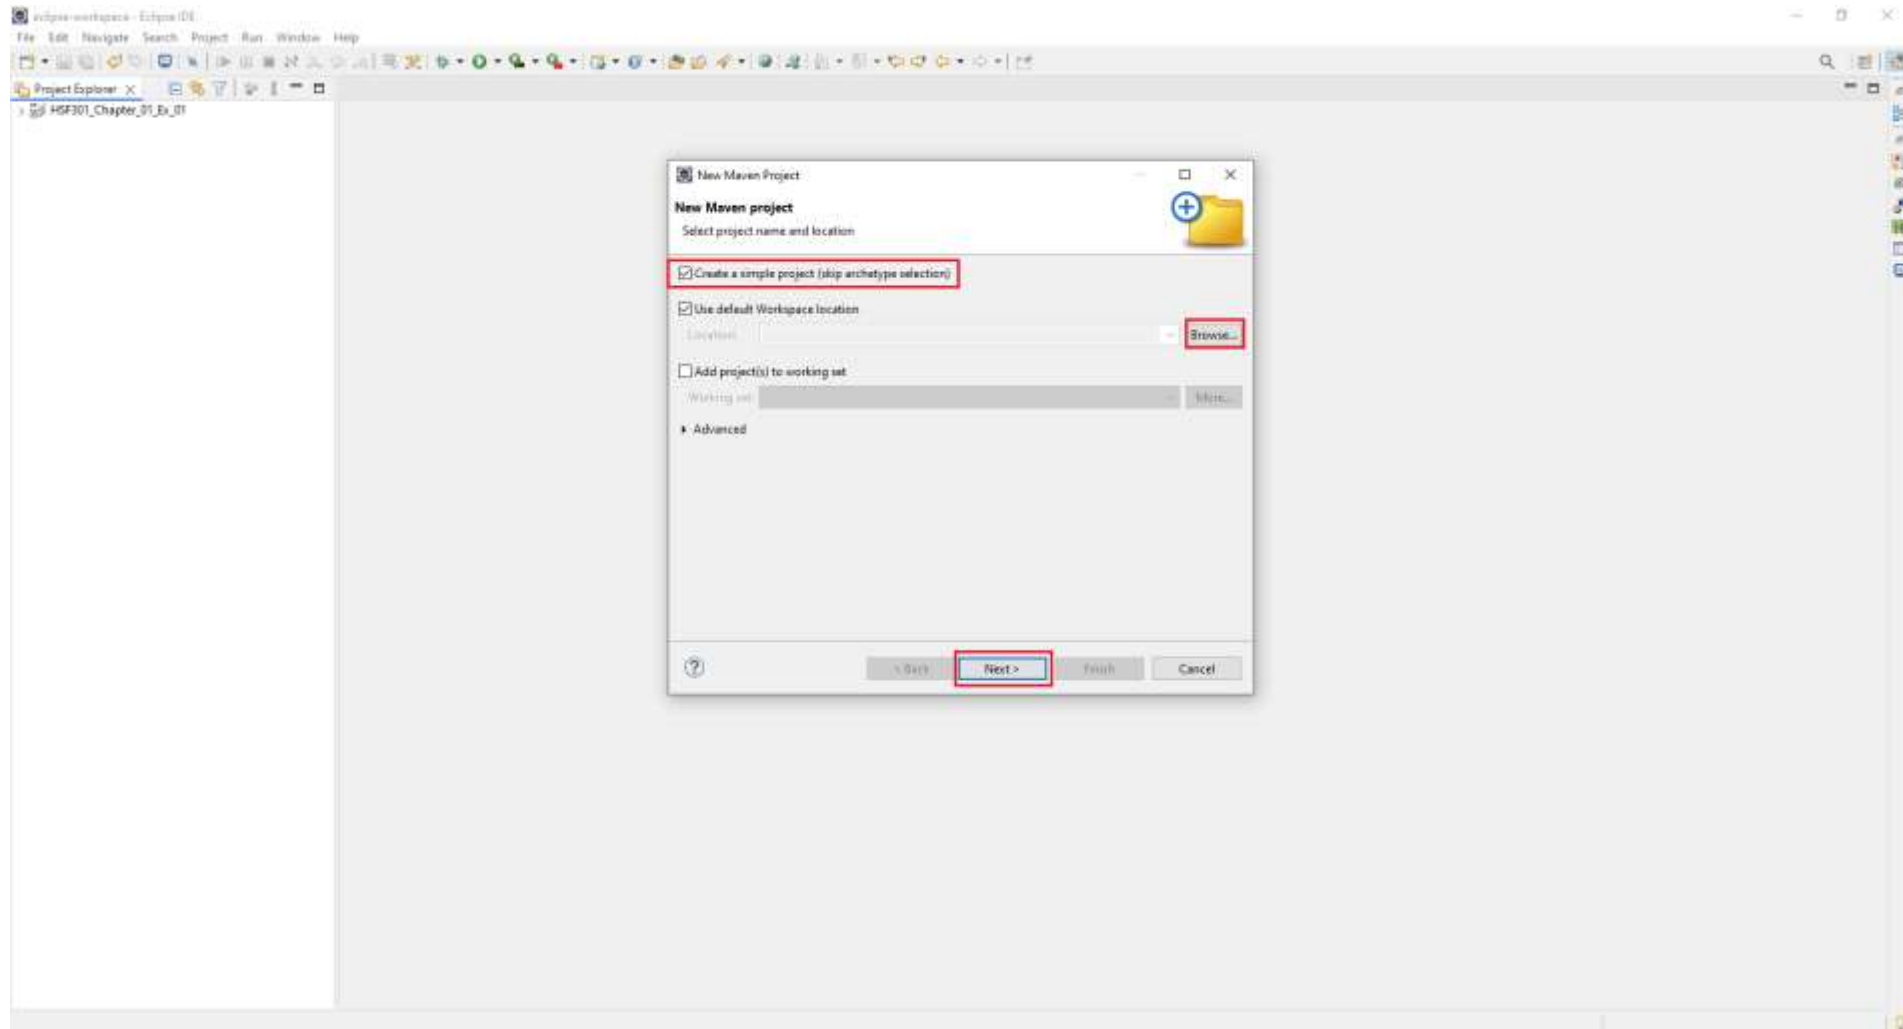 eclipse-workspace - Eclipse IDE
File Edit Navigate Search Project Run Window Help
Project Explorer
HSF301_Chapter_01_Ex_01
New Maven Project
New Maven project
Select project name and location
Create a simple project (skip archetype selection)
Use default Workspace location
Location:
Browse...
Add project(s) to working set
Working set:
More...
Advanced
< Back
Next >
Finish
Cancel